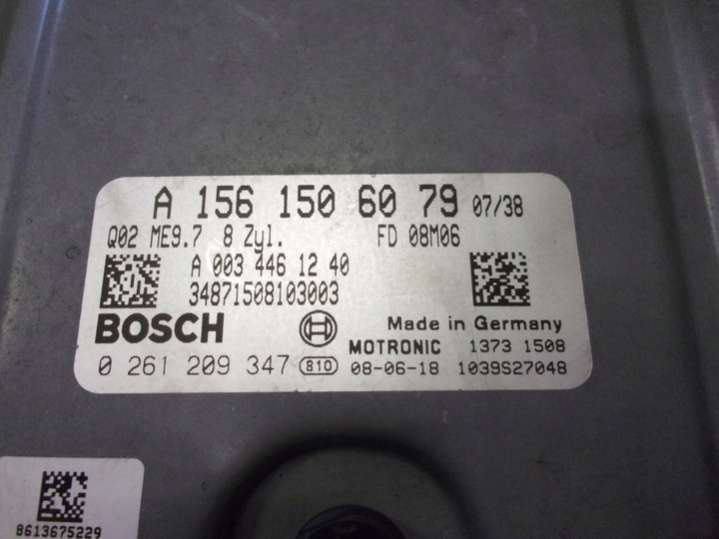 A 156 150 60 79 07/38
Q02 ME9.7 8 Zyl. FD 08M06
A 003 446 12 40
34871508103003
BOSCH Made in Germany
MOTRONIC 1373 1508
0 261 209 347 810 08-06-18 1039S27048
8613675229